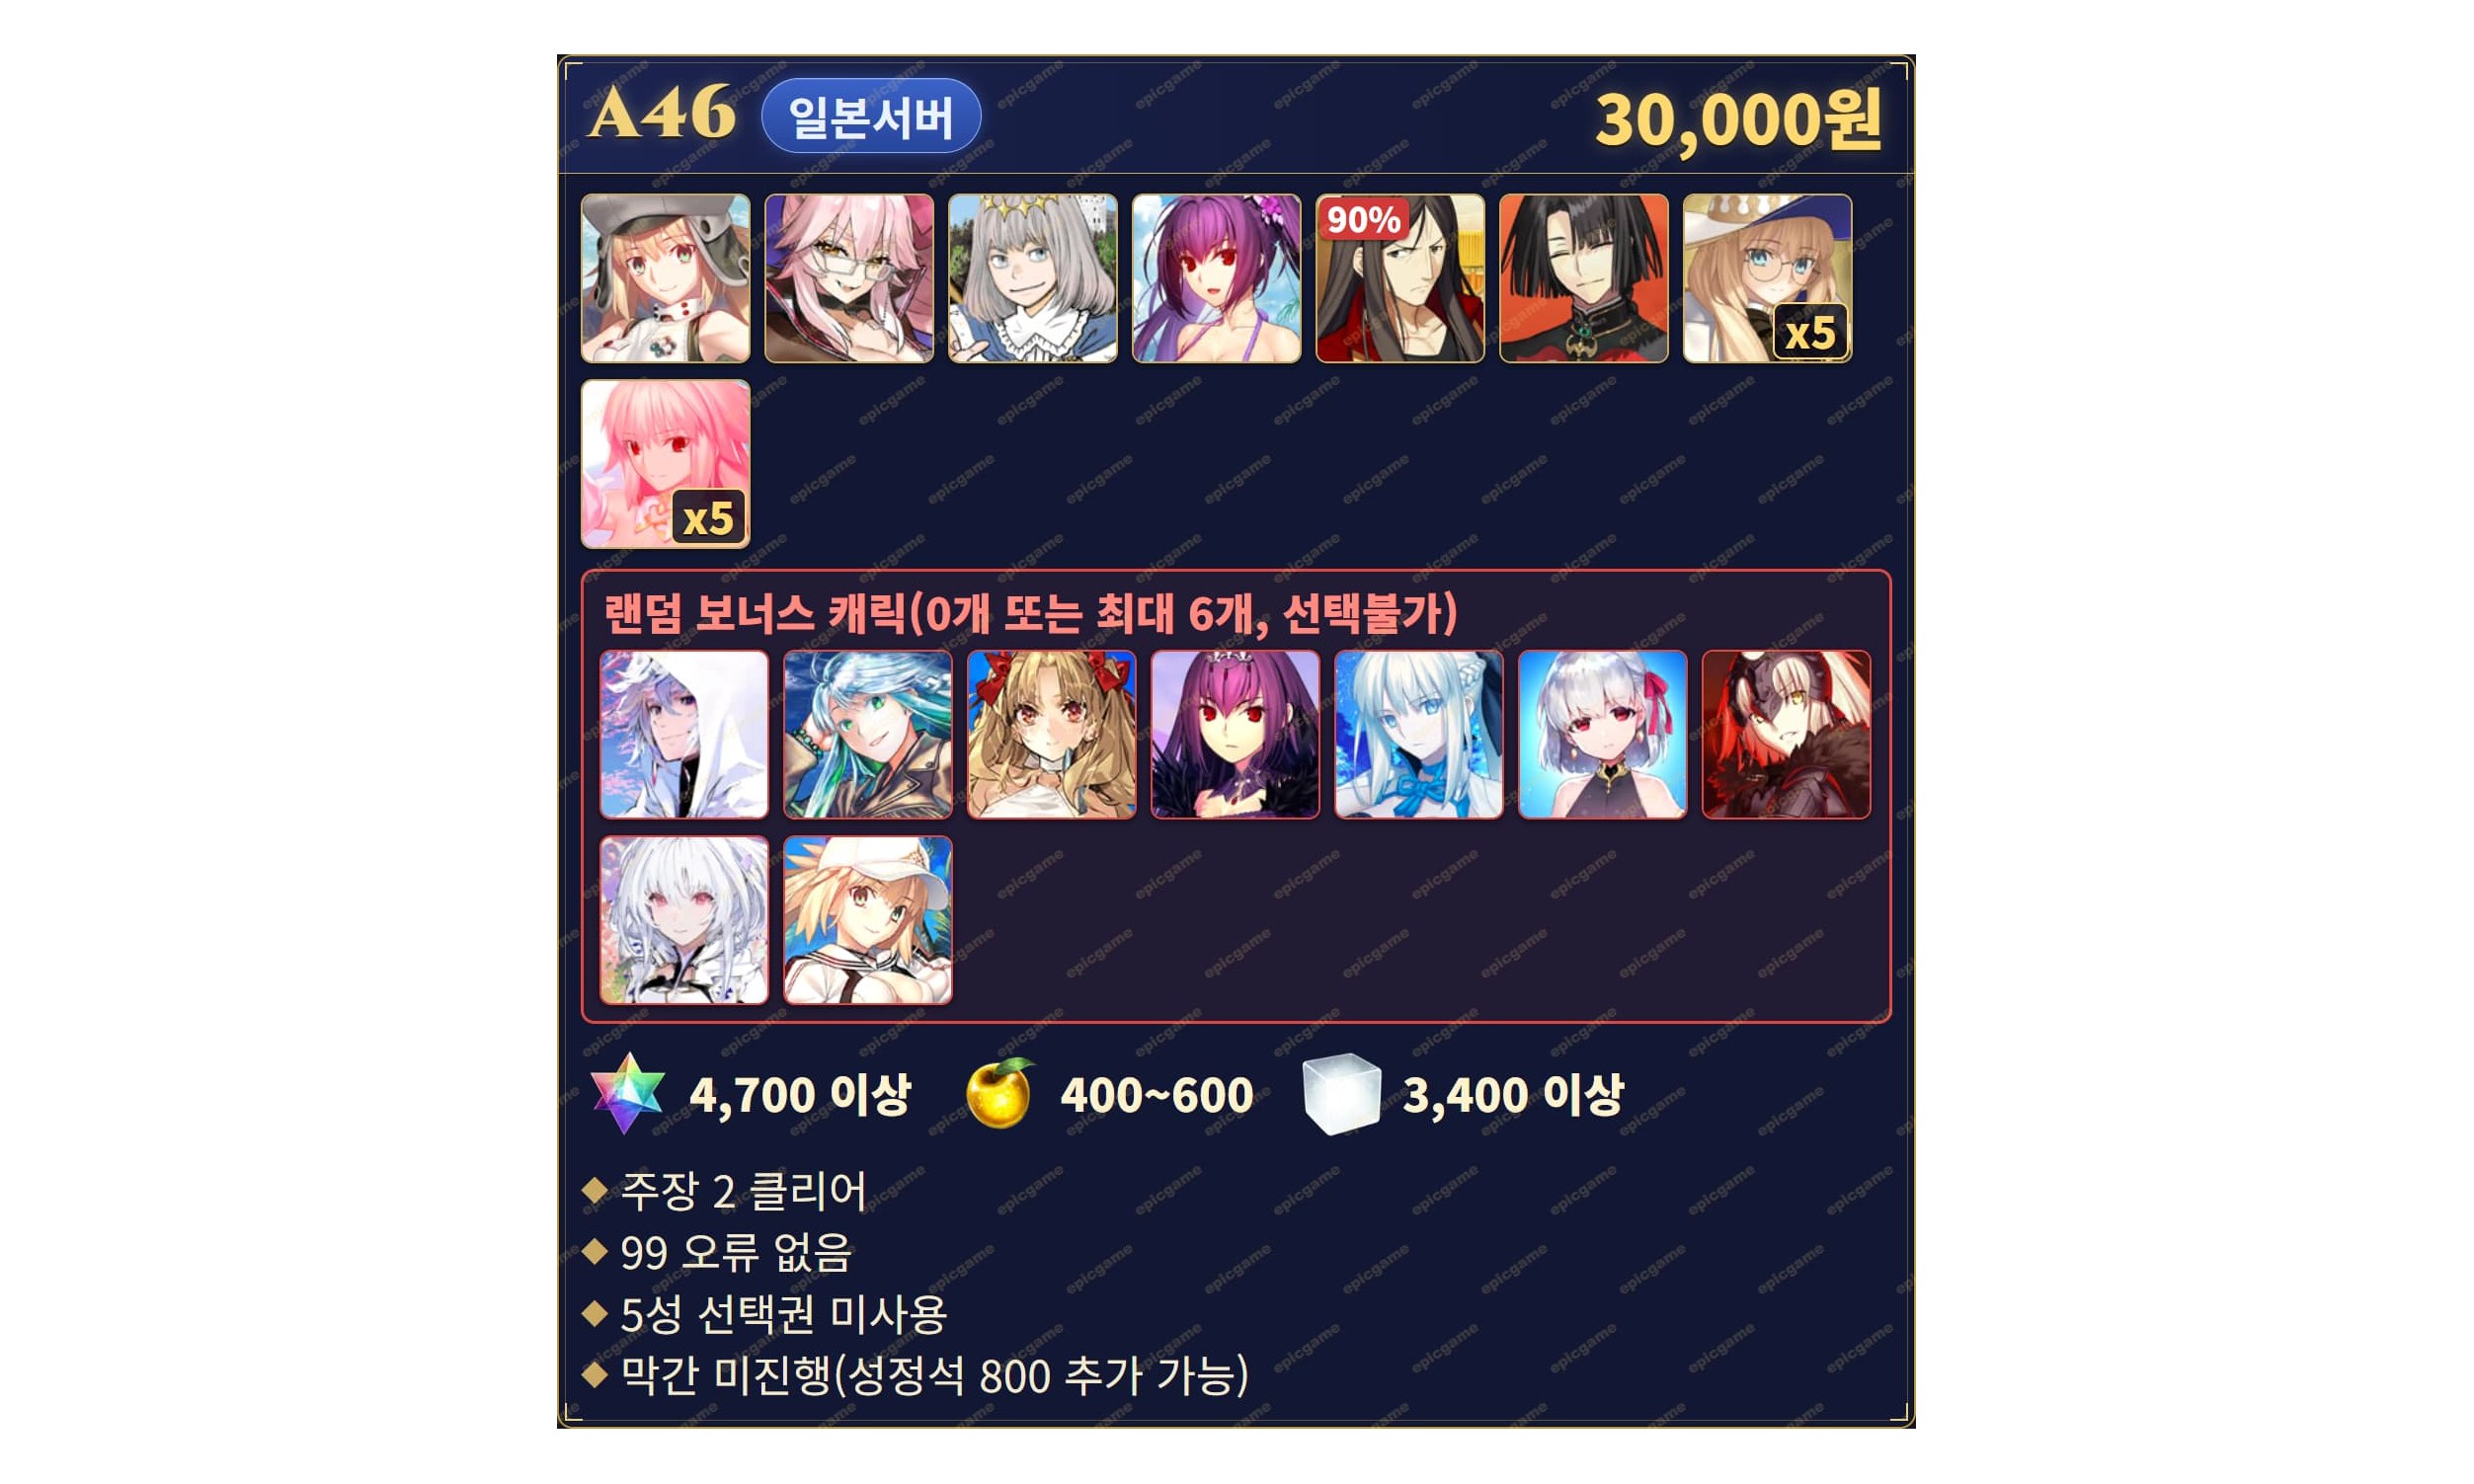 A46 일본서버 30,000원
90%
x5
x5
랜덤 보너스 캐릭(0개 또는 최대 6개, 선택불가)
4,700 이상 400~600 3,400 이상
주장 2 클리어
99 오류 없음
5성 선택권 미사용
막간 미진행(성정석 800 추가 가능)
epicgame